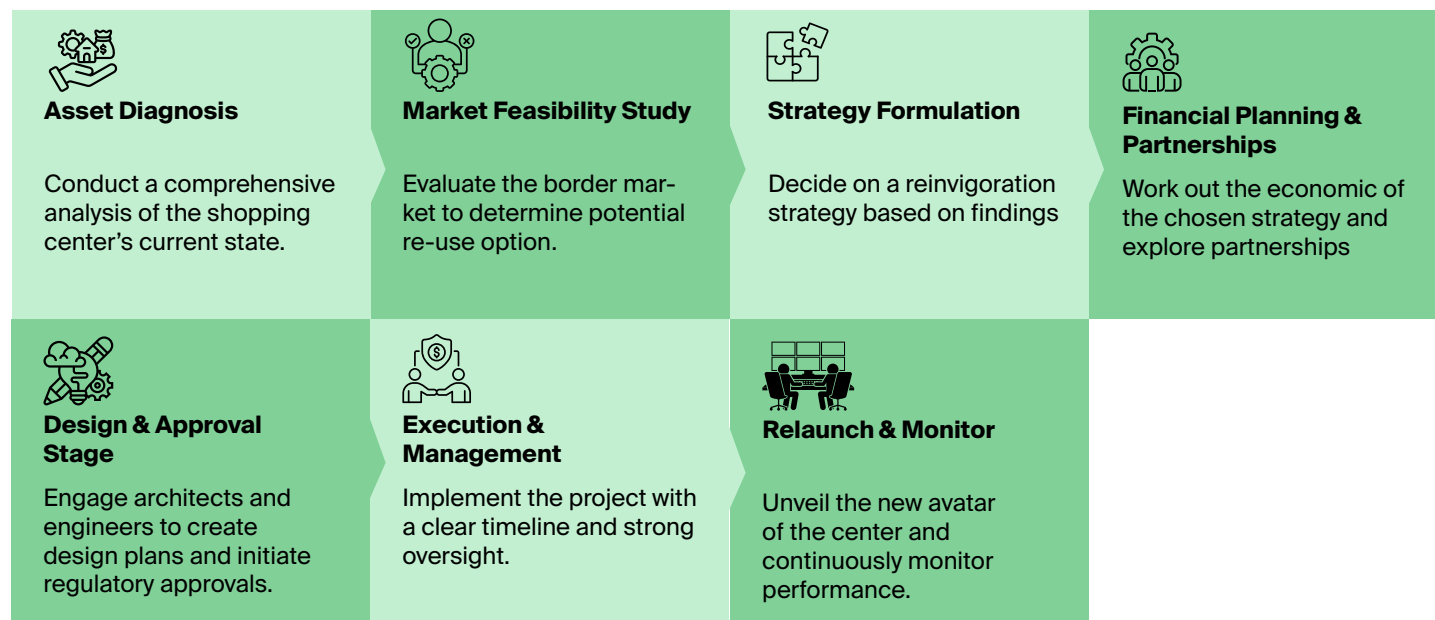 Asset Diagnosis
Conduct a comprehensive
analysis of the shopping
center’s current state.
Market Feasibility Study
Evaluate the border mar-
ket to determine potential
re-use option.
Strategy Formulation
Decide on a reinvigoration
strategy based on findings
Financial Planning &
Partnerships
Work out the economic of
the chosen strategy and
explore partnerships
Design & Approval
Stage
Engage architects and
engineers to create
design plans and initiate
regulatory approvals.
Execution &
Management
Implement the project with
a clear timeline and strong
oversight.
Relaunch & Monitor
Unveil the new avatar
of the center and
continuously monitor
performance.